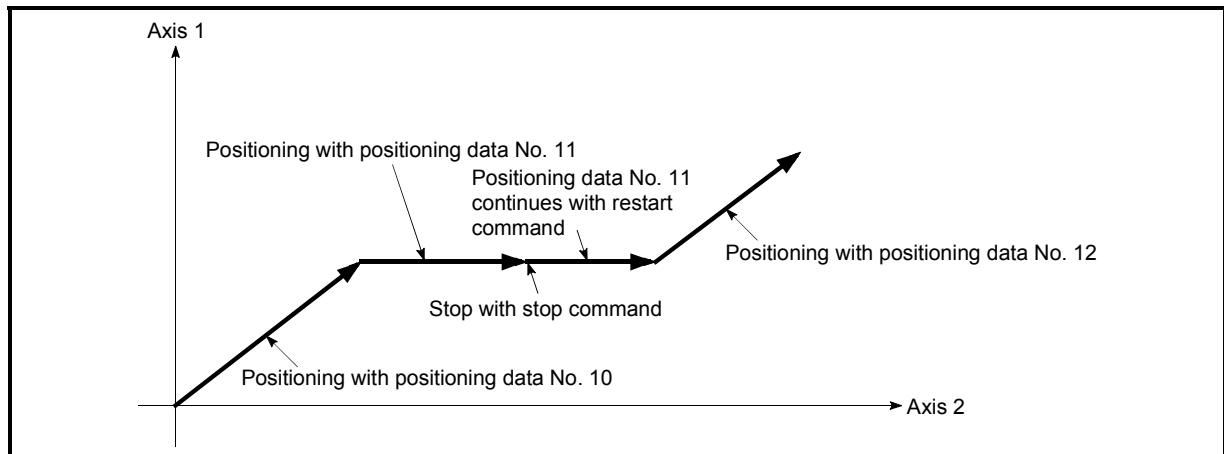 Axis 1
Positioning with positioning data No. 11
Positioning data No. 11
continues with restart
command
Positioning with positioning data No. 12
Stop with stop command
Positioning with positioning data No. 10
Axis 2